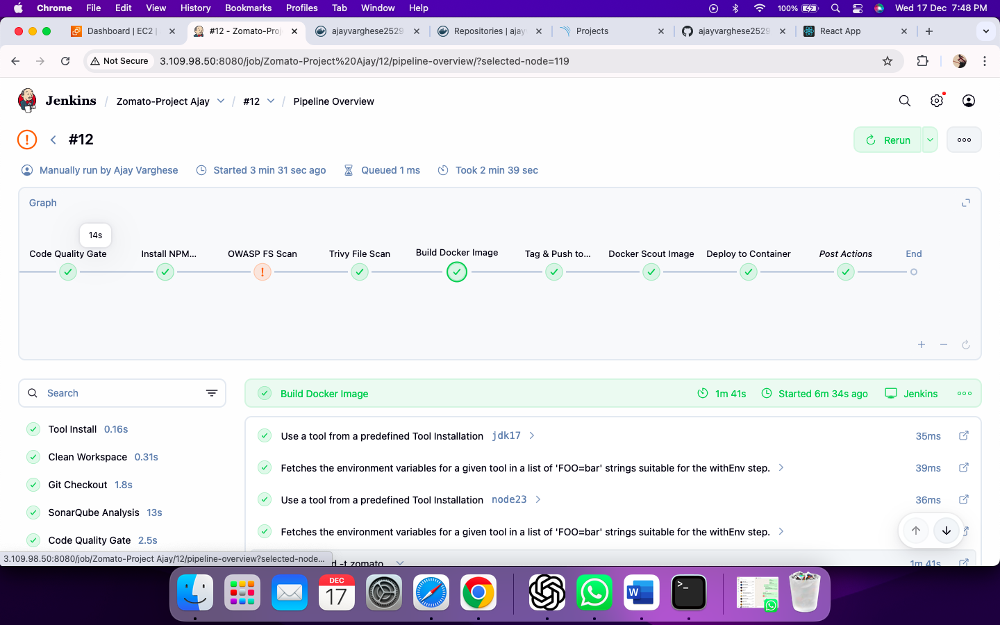 Chrome File Edit View History Bookmarks Profiles Tab Window Help 100% Wed 17 Dec 7:48 PM
Dashboard | EC2 | #12 - Zomato-Proj ajayvarghese2529 Repositories | ajay Projects ajayvarghese2529 React App
Not Secure 3.109.98.50:8080/job/Zomato-Project%20Ajay/12/pipeline-overview/?selected-node=119
Jenkins / Zomato-Project Ajay / #12 / Pipeline Overview
#12 Rerun
Manually run by Ajay Varghese Started 3 min 31 sec ago Queued 1 ms Took 2 min 39 sec
Graph
14s
Code Quality Gate Install NPM... OWASP FS Scan Trivy File Scan Build Docker Image Tag & Push to... Docker Scout Image Deploy to Container Post Actions End
Search
Build Docker Image 1m 41s Started 6m 34s ago Jenkins
Tool Install 0.16s
Clean Workspace 0.31s
Git Checkout 1.8s
SonarQube Analysis 13s
Code Quality Gate 2.5s
Use a tool from a predefined Tool Installation jdk17 35ms
Fetches the environment variables for a given tool in a list of 'FOO=bar' strings suitable for the withEnv step. 39ms
Use a tool from a predefined Tool Installation node23 36ms
Fetches the environment variables for a given tool in a list of 'FOO=bar' strings suitable for the withEnv step.
d -t zomato 1m 41s
3.109.98.50:8080/job/Zomato-Project Ajay/12/pipeline-overview?selected-node...
DEC
17